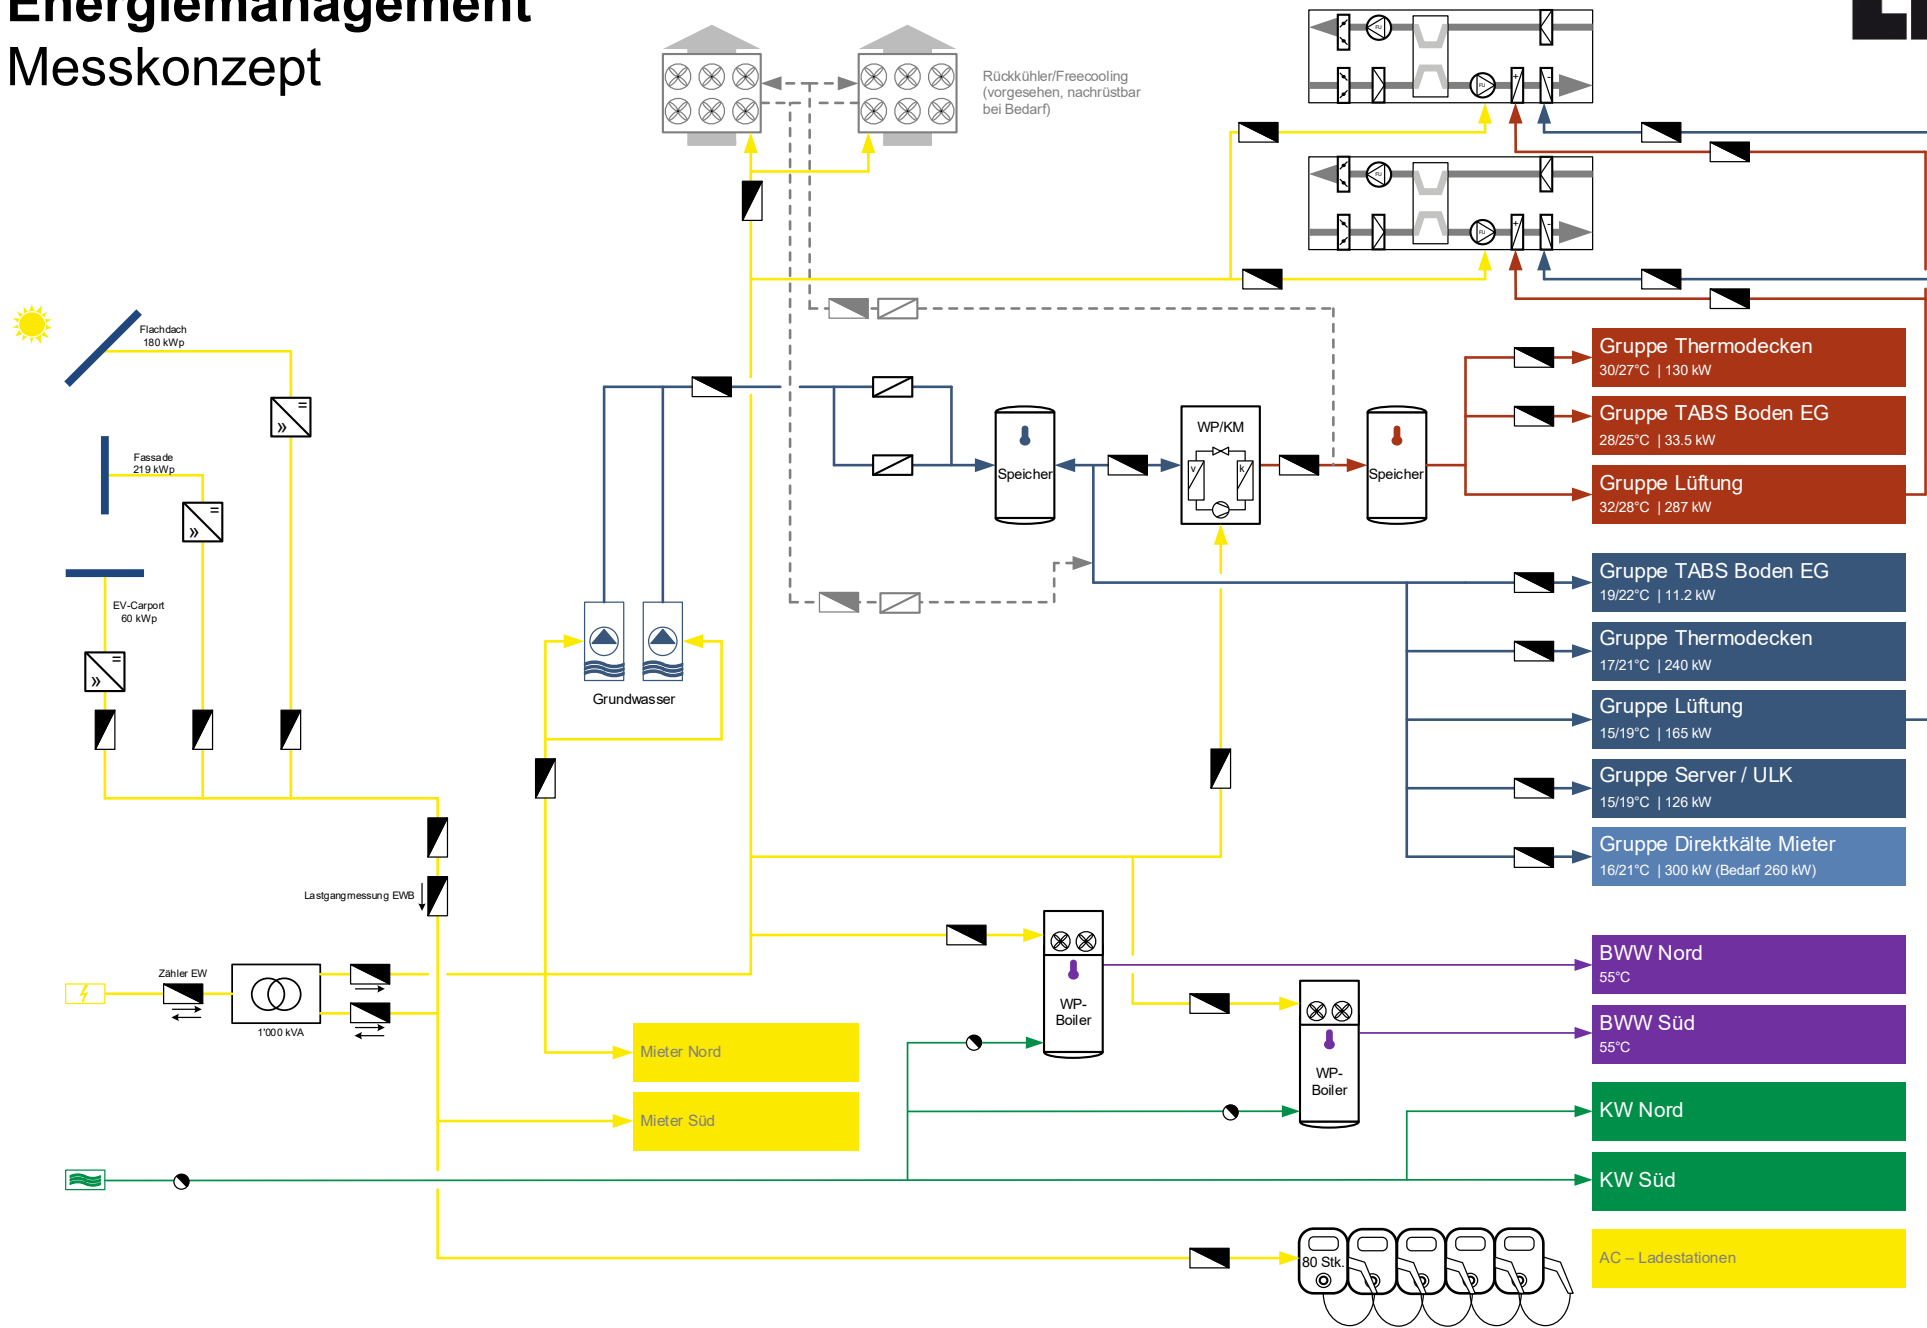 Energiemanagement
Messkonzept
Rückkühler/Freecooling
(vorgesehen, nachrüstbar
bei Bedarf)
FU
FU
FU
FU
Flachdach
180 kWp
Fassade
219 kWp
EV-Carport
60 kWp
Speicher
WP/KM
V
k
Speicher
Gruppe Thermodecken
30/27°C | 130 kW
Gruppe TABS Boden EG
28/25°C | 33.5 kW
Gruppe Lüftung
32/28°C | 287 kW
Gruppe TABS Boden EG
19/22°C | 11.2 kW
Gruppe Thermodecken
17/21°C | 240 kW
Gruppe Lüftung
15/19°C | 165 kW
Gruppe Server / ULK
15/19°C | 126 kW
Gruppe Direktkälte Mieter
16/21°C | 300 kW (Bedarf 260 kW)
Grundwasser
Lastgangmessung EWB
Zähler EW
1'000 kVA
WP-
Boiler
WP-
Boiler
BWW Nord
55°C
BWW Süd
55°C
Mieter Nord
Mieter Süd
KW Nord
KW Süd
80 Stk.
AC – Ladestationen